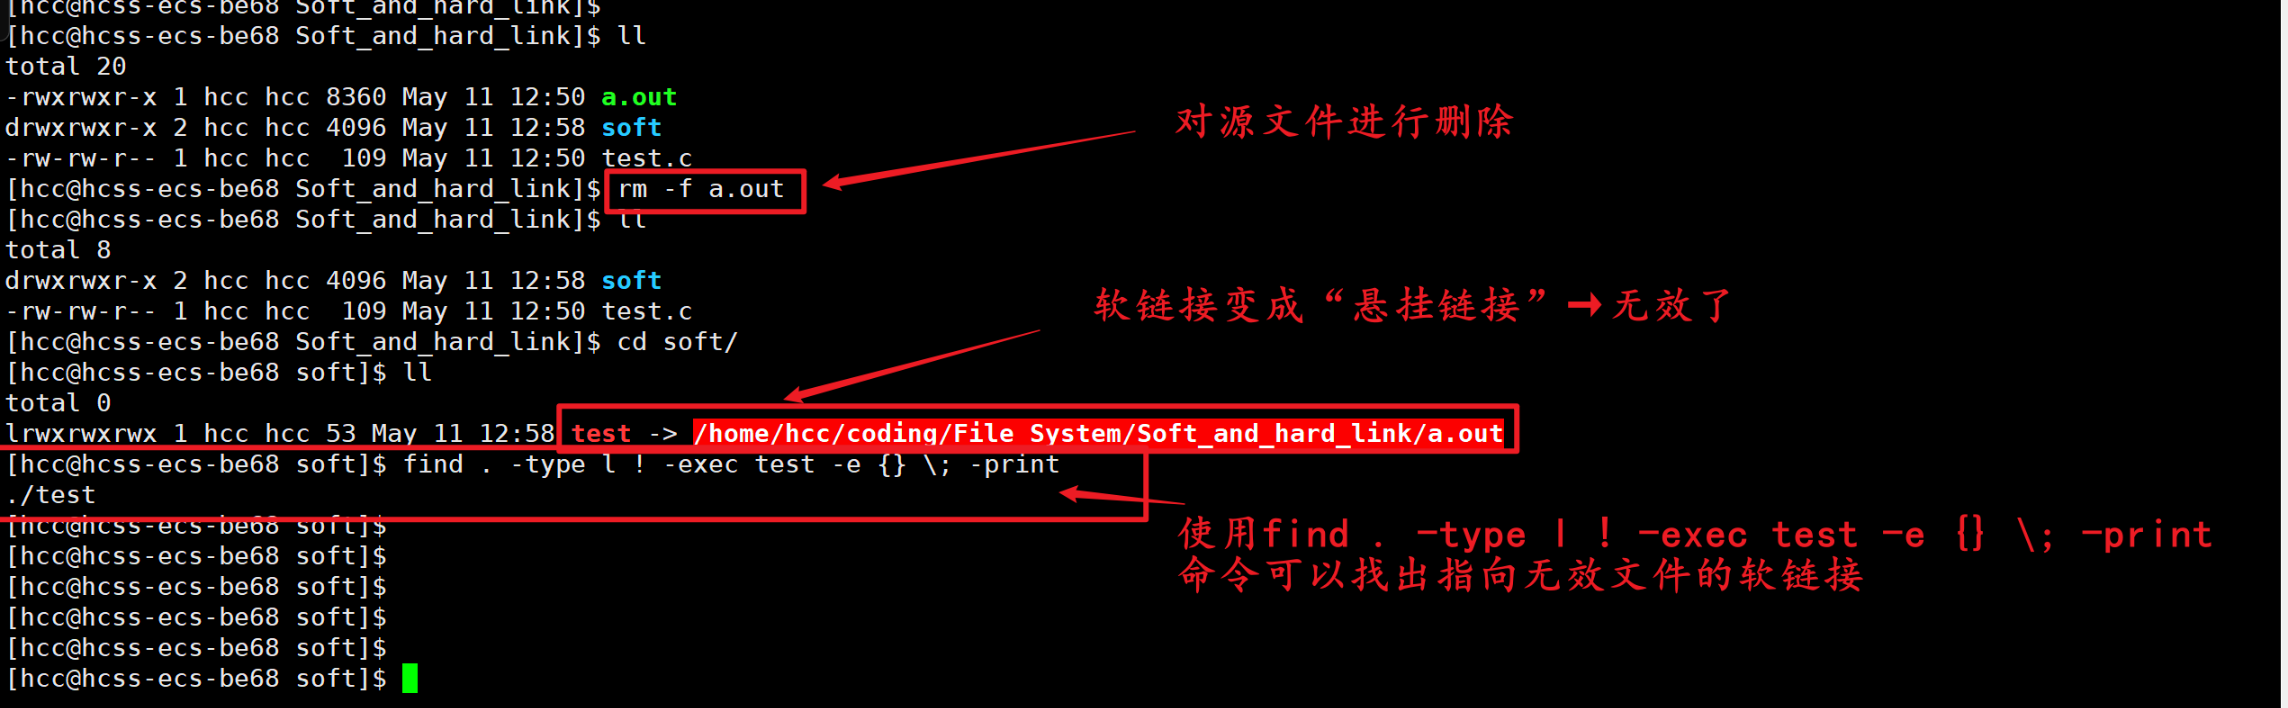 [hcc@hcss-ecs-be68 Soft_and_hard_link]$
[hcc@hcss-ecs-be68 Soft_and_hard_link]$ ll
total 20
-rwxrwxr-x 1 hcc hcc 8360 May 11 12:50 a.out
drwxrwxr-x 2 hcc hcc 4096 May 11 12:58 soft
-rw-rw-r-- 1 hcc hcc  109 May 11 12:50 test.c
[hcc@hcss-ecs-be68 Soft_and_hard_link]$ rm -f a.out
对源文件进行删除
[hcc@hcss-ecs-be68 Soft_and_hard_link]$ ll
total 8
drwxrwxr-x 2 hcc hcc 4096 May 11 12:58 soft
-rw-rw-r-- 1 hcc hcc  109 May 11 12:50 test.c
软链接变成“悬挂链接”→无效了
[hcc@hcss-ecs-be68 Soft_and_hard_link]$ cd soft/
[hcc@hcss-ecs-be68 soft]$ ll
total 0
lrwxrwxrwx 1 hcc hcc 53 May 11 12:58 test -> /home/hcc/coding/File_System/Soft_and_hard_link/a.out
[hcc@hcss-ecs-be68 soft]$ find . -type l ! -exec test -e {} \; -print
./test
[hcc@hcss-ecs-be68 soft]$
使用find . -type l ! -exec test -e {} \; -print
命令可以找出指向无效文件的软链接
[hcc@hcss-ecs-be68 soft]$
[hcc@hcss-ecs-be68 soft]$
[hcc@hcss-ecs-be68 soft]$
[hcc@hcss-ecs-be68 soft]$
[hcc@hcss-ecs-be68 soft]$